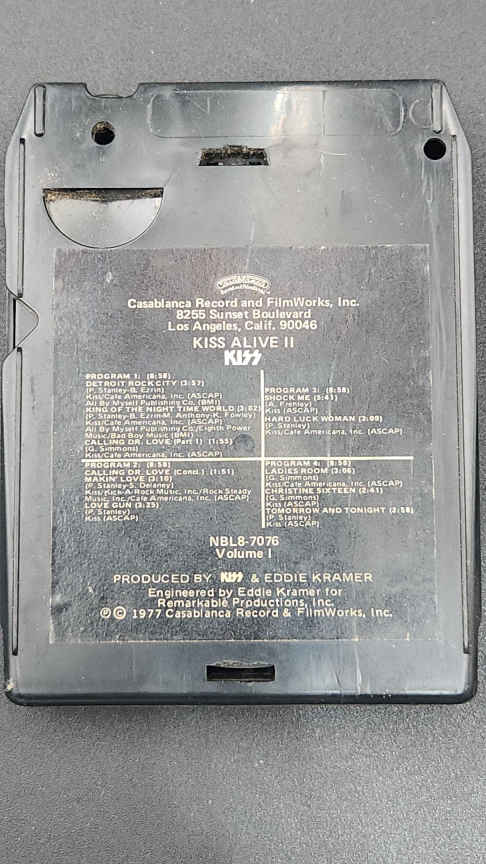 Casablanca Record and FilmWorks, Inc.
8255 Sunset Boulevard
Los Angeles, Calif. 90046
KISS ALIVE II
KISS
PROGRAM 1: (8:58)
DETROIT ROCK CITY (3:57)
(P. Stanley-B. Ezrin)
Kiss/Cafe Americana, Inc. (ASCAP)
All By Myself Publishing Co. (BMI)
KING OF THE NIGHT TIME WORLD (3:02)
(P. Stanley-B. Ezrin-M. Anthony-K. Fowley)
Kiss/Cafe Americana, Inc. (ASCAP)
All By Myself Publishing Co./Eighth Power
Music/Bad Boy Music (BMI)
CALLING DR. LOVE (Part 1) (1:55)
(G. Simmons)
Kiss/Cafe Americana, Inc. (ASCAP)
PROGRAM 2: (8:58)
CALLING DR. LOVE (Concl.) (1:51)
MAKIN' LOVE (3:10)
(P. Stanley-S. Delaney)
Kiss/Kick-A-Rock Music, Inc./Rock Steady
Music, Inc./Cafe Americana, Inc. (ASCAP)
LOVE GUN (3:35)
(P. Stanley)
Kiss (ASCAP)
PROGRAM 3: (8:58)
SHOCK ME (5:41)
(A. Frehley)
Kiss (ASCAP)
HARD LUCK WOMAN (3:09)
(P. Stanley)
Kiss/Cafe Americana, Inc. (ASCAP)
PROGRAM 4: (8:58)
LADIES ROOM (3:06)
(G. Simmons)
Kiss/Cafe Americana, Inc. (ASCAP)
CHRISTINE SIXTEEN (2:41)
(G. Simmons)
Kiss (ASCAP)
TOMORROW AND TONIGHT (2:58)
(P. Stanley)
Kiss (ASCAP)
NBL8-7076
Volume I
PRODUCED BY KISS & EDDIE KRAMER
Engineered by Eddie Kramer for
Remarkable Productions, Inc.
℗ © 1977 Casablanca Record & FilmWorks, Inc.